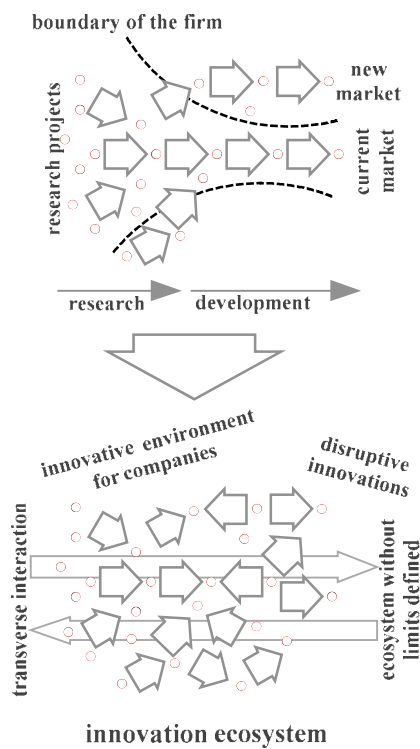 boundary of the firm
research projects
new
market
current
market
research
development
innovative environment
for companies
disruptive
innovations
transverse interaction
ecosystem without
limits defined
innovation ecosystem